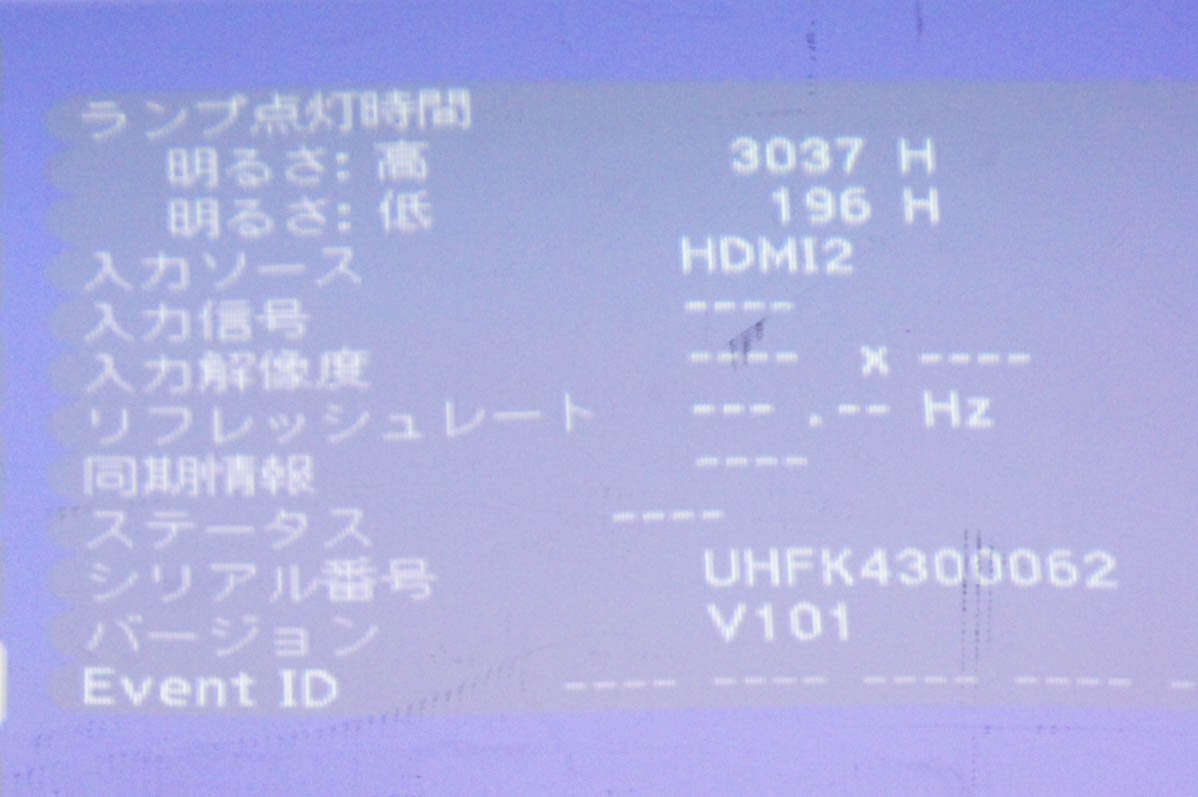 ランプ点灯時間
明るさ: 高 3037 H
明るさ: 低 196 H
入力ソース HDMI2
入力信号 ----
入力解像度 ---- x ----
リフレッシュレート --- .-- Hz
同期情報 ----
ステータス ----
シリアル番号 UHFK4300062
バージョン V101
Event ID ---- ---- ---- ---- -